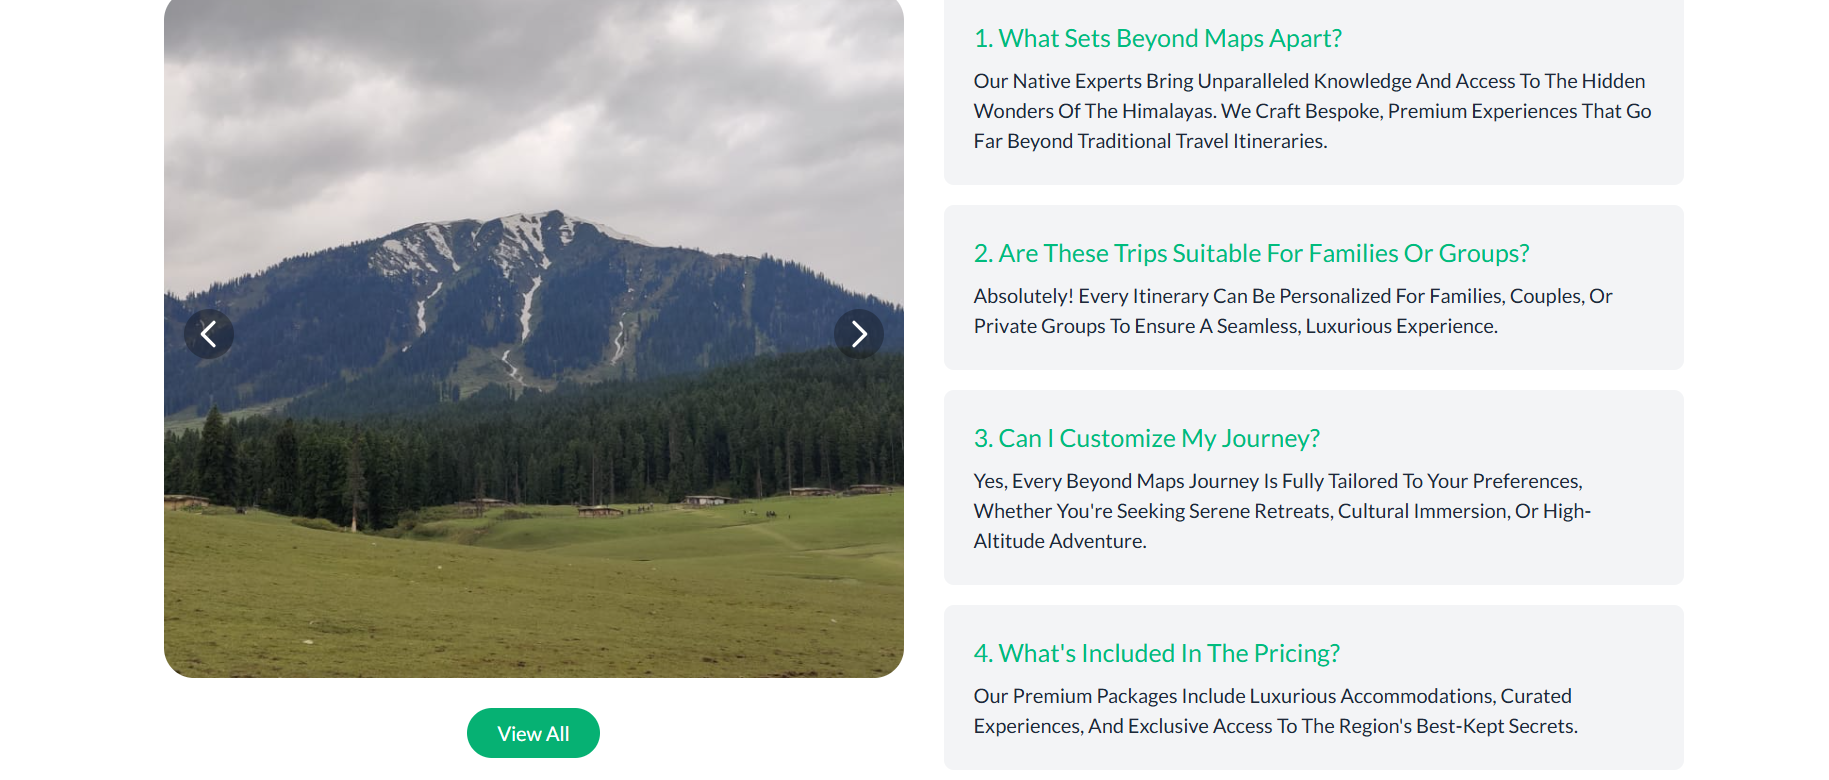 1. What Sets Beyond Maps Apart?
Our Native Experts Bring Unparalleled Knowledge And Access To The Hidden
Wonders Of The Himalayas. We Craft Bespoke, Premium Experiences That Go
Far Beyond Traditional Travel Itineraries.
2. Are These Trips Suitable For Families Or Groups?
Absolutely! Every Itinerary Can Be Personalized For Families, Couples, Or
Private Groups To Ensure A Seamless, Luxurious Experience.
3. Can I Customize My Journey?
Yes, Every Beyond Maps Journey Is Fully Tailored To Your Preferences,
Whether You're Seeking Serene Retreats, Cultural Immersion, Or High-
Altitude Adventure.
4. What's Included In The Pricing?
Our Premium Packages Include Luxurious Accommodations, Curated
Experiences, And Exclusive Access To The Region's Best-Kept Secrets.
View All